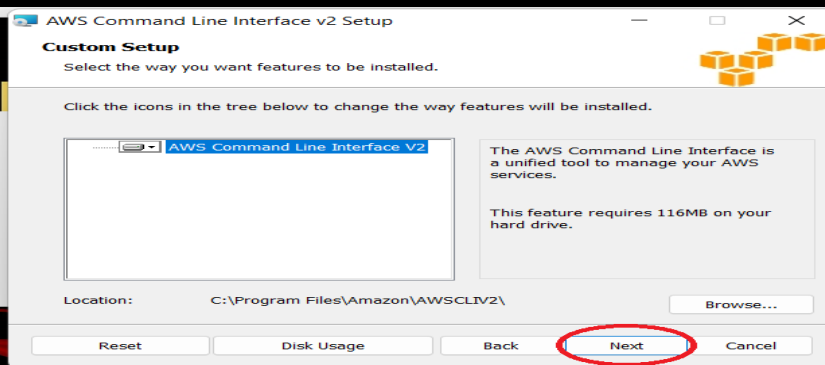 AWS Command Line Interface v2 Setup
Custom Setup
Select the way you want features to be installed.
Click the icons in the tree below to change the way features will be installed.
AWS Command Line Interface V2
The AWS Command Line Interface is
a unified tool to manage your AWS
services.
This feature requires 116MB on your
hard drive.
Location: C:\Program Files\Amazon\AWSCLIV2\
Browse...
Reset Disk Usage Back Next Cancel